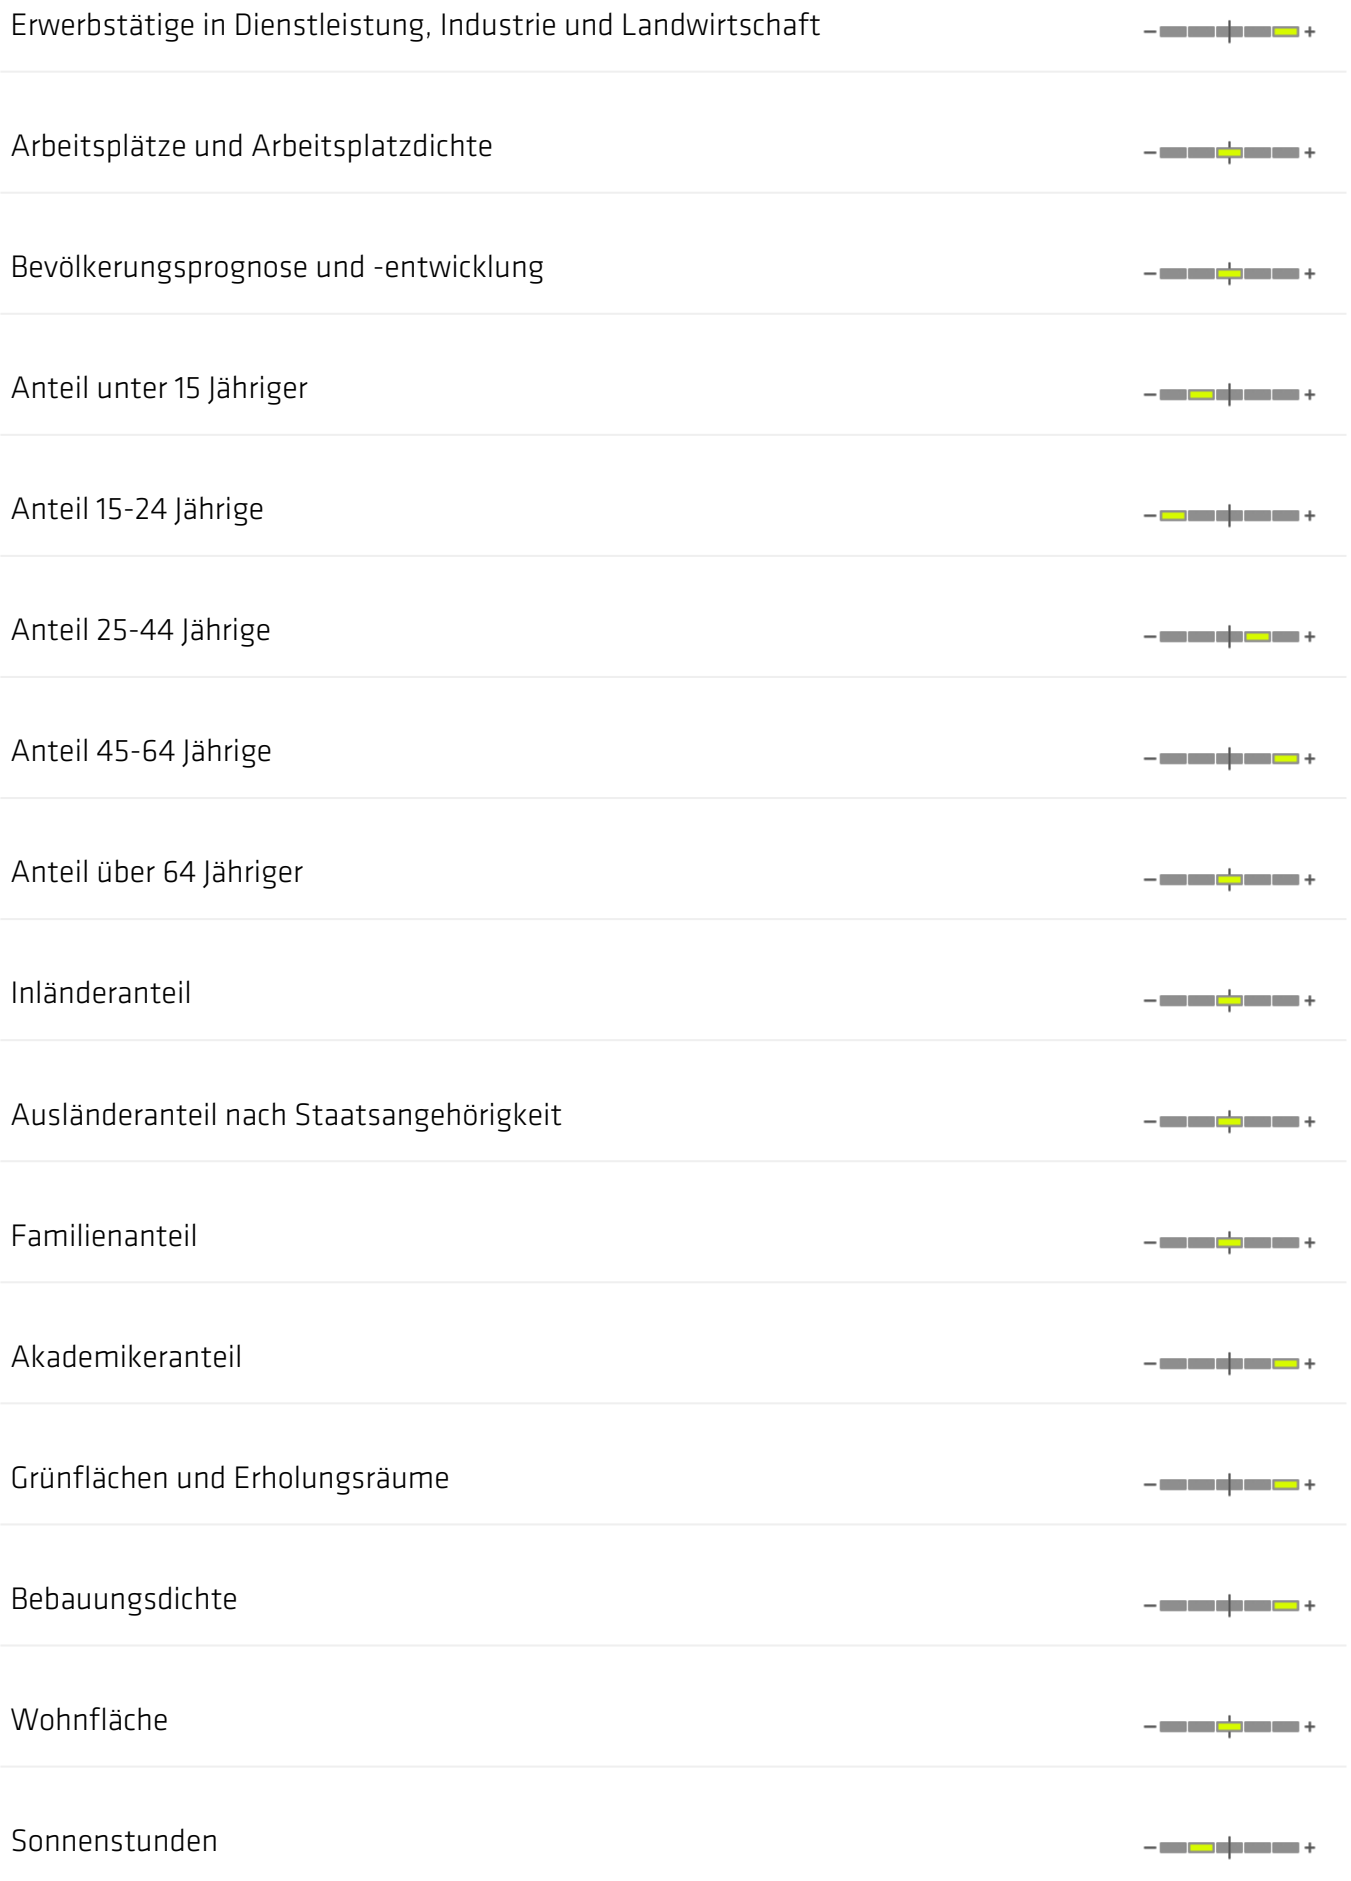 Erwerbstätige in Dienstleistung, Industrie und Landwirtschaft − +
Arbeitsplätze und Arbeitsplatzdichte − +
Bevölkerungsprognose und -entwicklung − +
Anteil unter 15 Jähriger − +
Anteil 15-24 Jährige − +
Anteil 25-44 Jährige − +
Anteil 45-64 Jährige − +
Anteil über 64 Jähriger − +
Inländeranteil − +
Ausländeranteil nach Staatsangehörigkeit − +
Familienanteil − +
Akademikeranteil − +
Grünflächen und Erholungsräume − +
Bebauungsdichte − +
Wohnfläche − +
Sonnenstunden − +